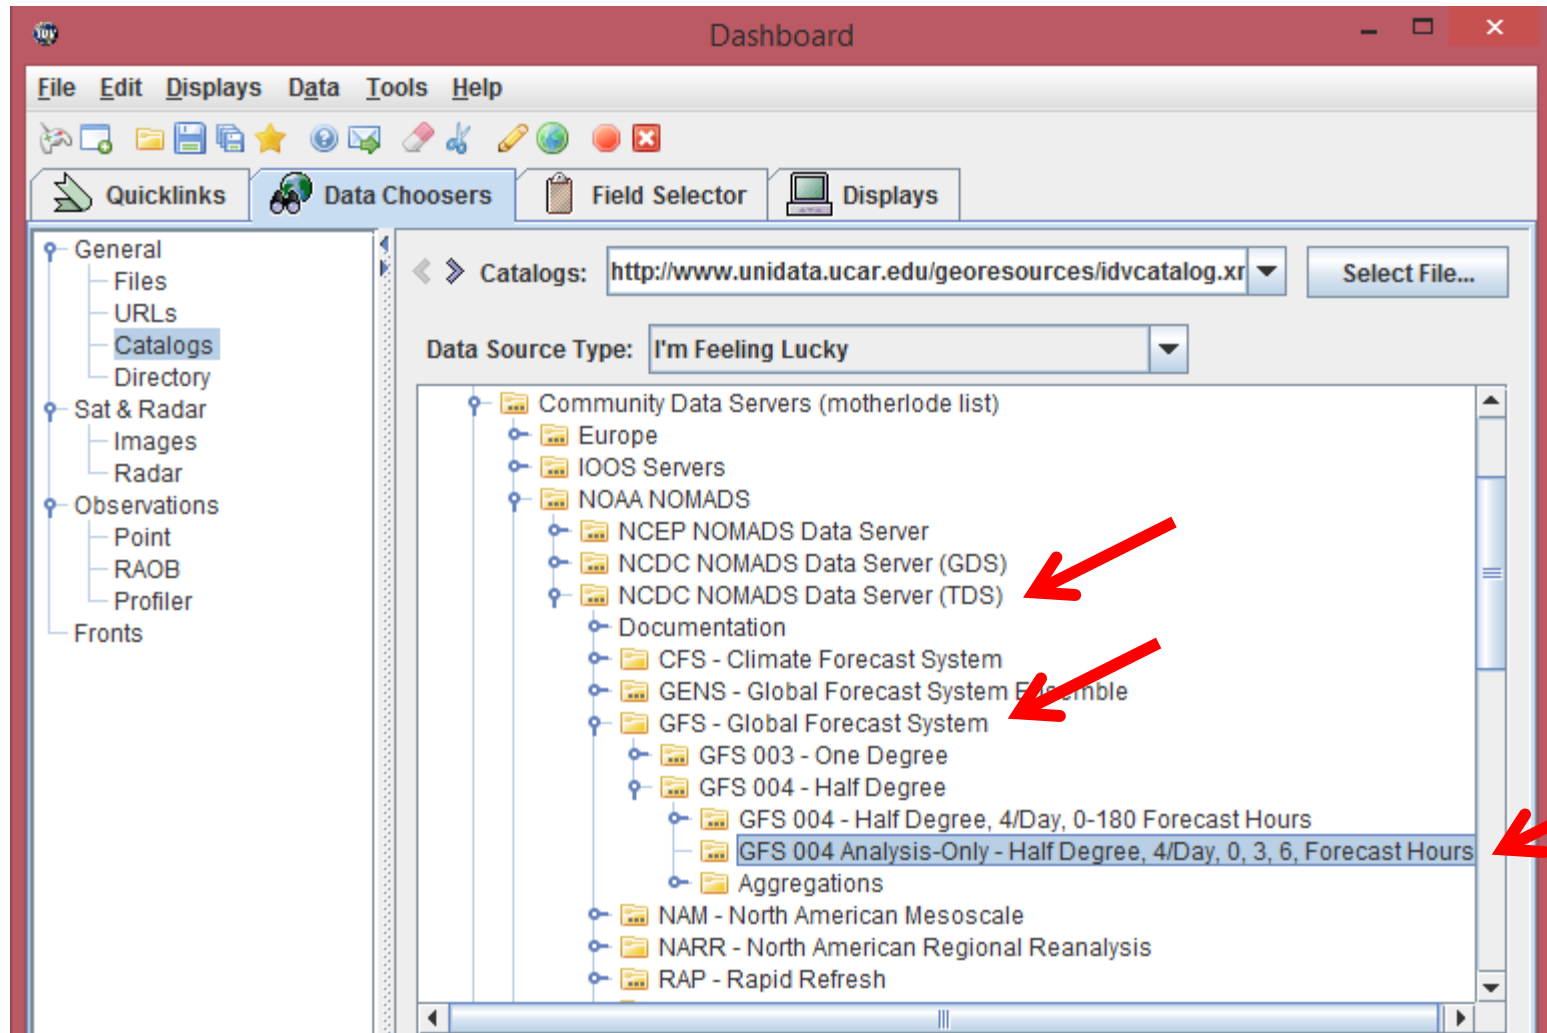 Dashboard
File Edit Displays Data Tools Help
Quicklinks Data Choosers Field Selector Displays
General
Files
URLs
Catalogs
Directory
Sat & Radar
Images
Radar
Observations
Point
RAOB
Profiler
Fronts
Catalogs: http://www.unidata.ucar.edu/georesources/idvcatalog.xr Select File...
Data Source Type: I'm Feeling Lucky
Community Data Servers (motherlode list)
Europe
IOOS Servers
NOAA NOMADS
NCEP NOMADS Data Server
NCDC NOMADS Data Server (GDS)
NCDC NOMADS Data Server (TDS)
Documentation
CFS - Climate Forecast System
GENS - Global Forecast System Ensemble
GFS - Global Forecast System
GFS 003 - One Degree
GFS 004 - Half Degree
GFS 004 - Half Degree, 4/Day, 0-180 Forecast Hours
GFS 004 Analysis-Only - Half Degree, 4/Day, 0, 3, 6, Forecast Hours
Aggregations
NAM - North American Mesoscale
NARR - North American Regional Reanalysis
RAP - Rapid Refresh